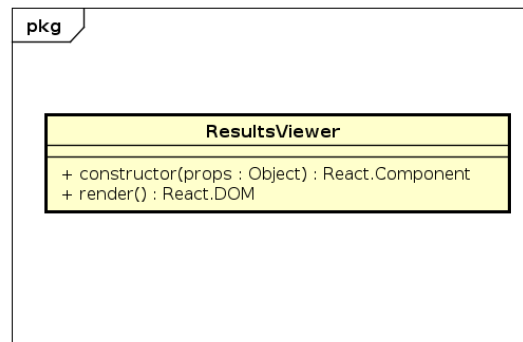 pkg
ResultsViewer
+ constructor(props : Object) : React.Component
+ render() : React.DOM